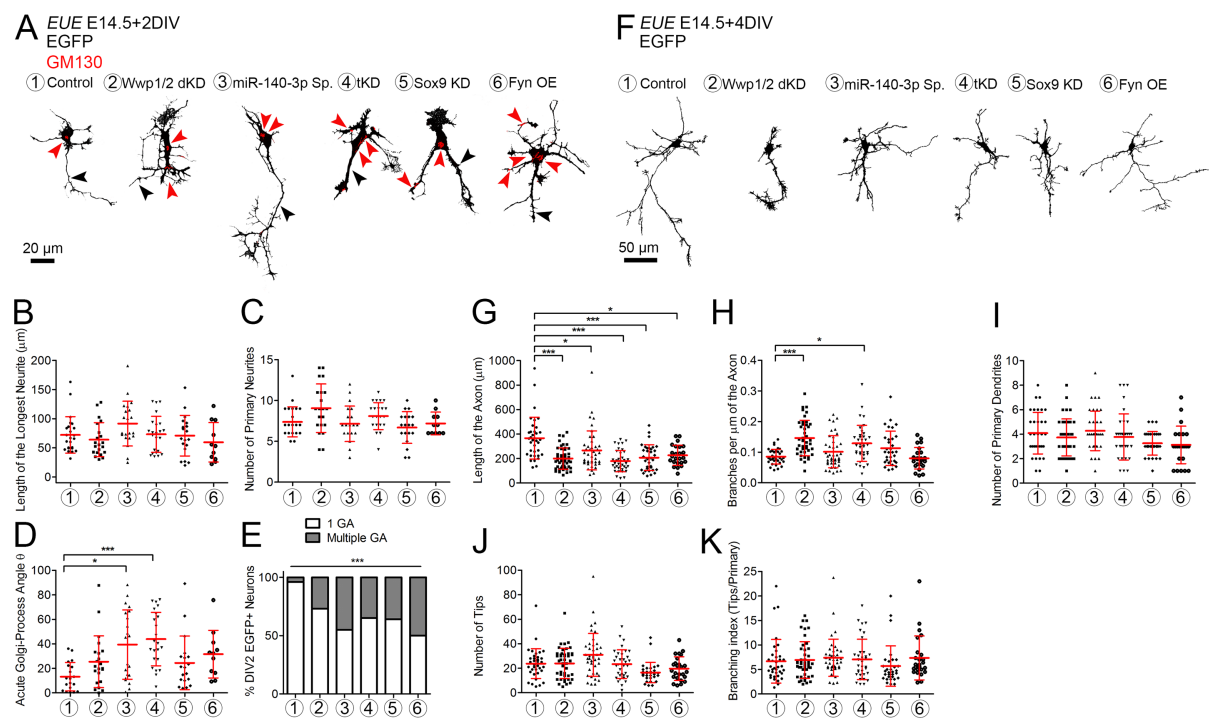 A EUE E14.5+2DIV
EGFP
GM130
① Control ② Wwp1/2 dKD ③ miR-140-3p Sp. ④ tKD ⑤ Sox9 KD ⑥ Fyn OE
20 µm
F EUE E14.5+4DIV
EGFP
① Control ② Wwp1/2 dKD ③ miR-140-3p Sp. ④ tKD ⑤ Sox9 KD ⑥ Fyn OE
50 µm
B
Length of the Longest Neurite (µm)
200
150
100
50
0
① ② ③ ④ ⑤ ⑥
C
Number of Primary Neurites
15
10
5
0
① ② ③ ④ ⑤ ⑥
G
Length of the Axon (µm)
*
***
***
*
***
1000
800
600
400
200
0
① ② ③ ④ ⑤ ⑥
H
Branches per µm of the Axon
*
***
0.4
0.3
0.2
0.1
0.0
① ② ③ ④ ⑤ ⑥
I
Number of Primary Dendrites
10
8
6
4
2
0
① ② ③ ④ ⑤ ⑥
D
Acute Golgi-Process Angle θ
***
*
100
80
60
40
20
0
① ② ③ ④ ⑤ ⑥
E
1 GA
Multiple GA
% DIV2 EGFP+ Neurons
***
100
50
0
① ② ③ ④ ⑤ ⑥
J
Number of Tips
100
80
60
40
20
0
① ② ③ ④ ⑤ ⑥
K
Branching index (Tips/Primary)
25
20
15
10
5
0
① ② ③ ④ ⑤ ⑥